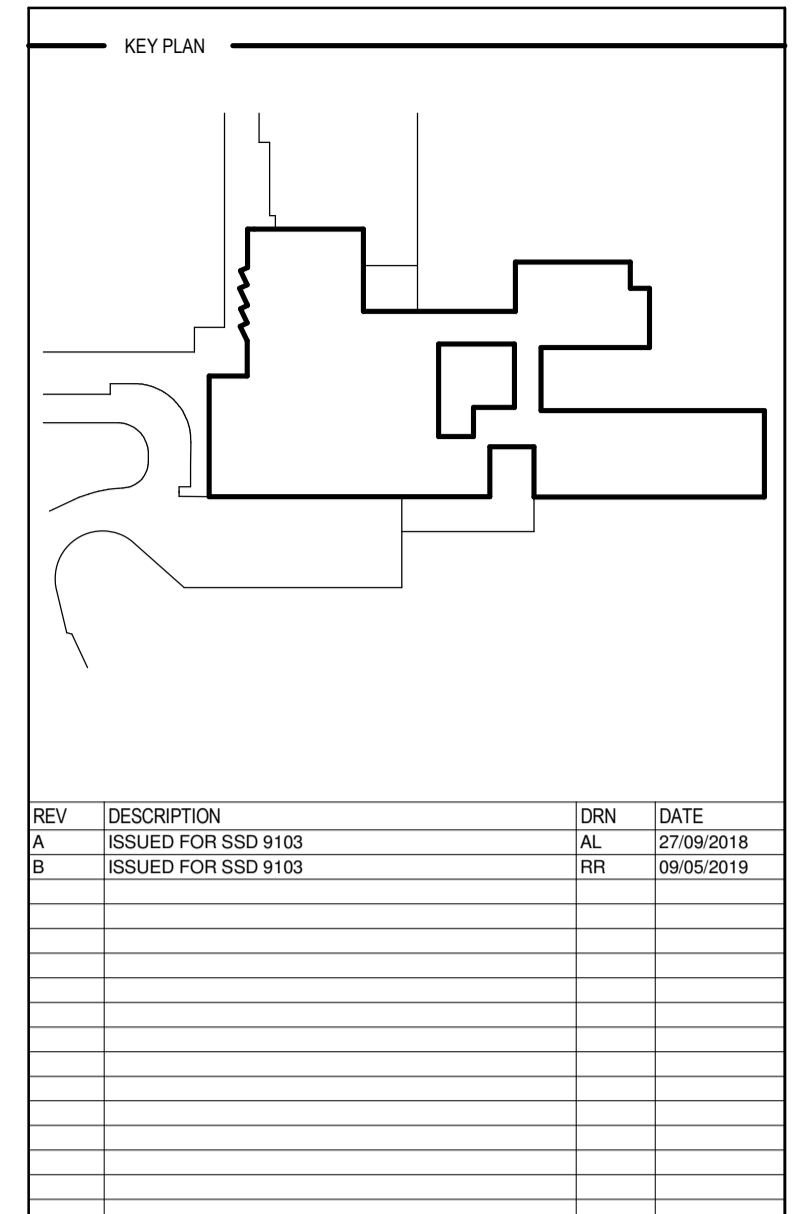 KEY PLAN
REV DESCRIPTION DRN DATE
A ISSUED FOR SSD 9103 AL 27/09/2018
B ISSUED FOR SSD 9103 RR 09/05/2019